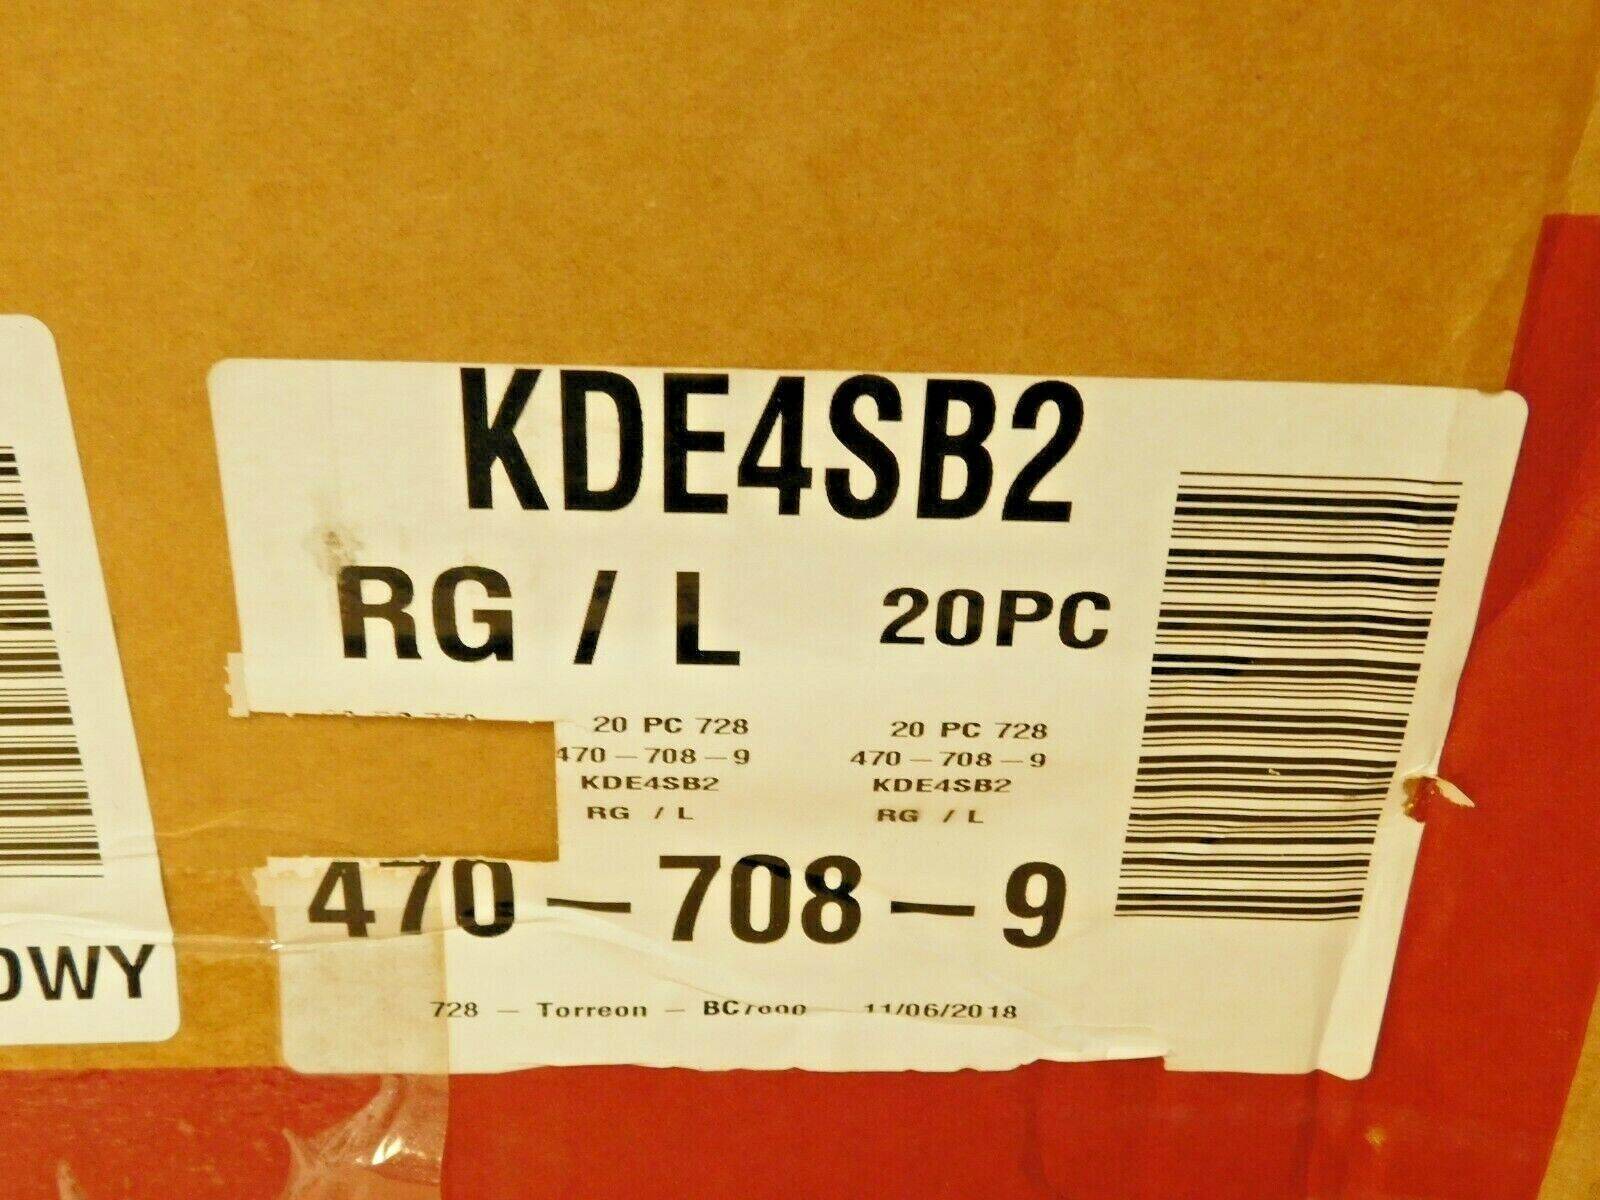 KDE4SB2
RG / L 20PC
20 PC 728 20 PC 728
470-708-9 470-708-9
KDE4SB2 KDE4SB2
RG / L RG / L
470-708-9
728 - Torreon - 11/06/2018
OWY